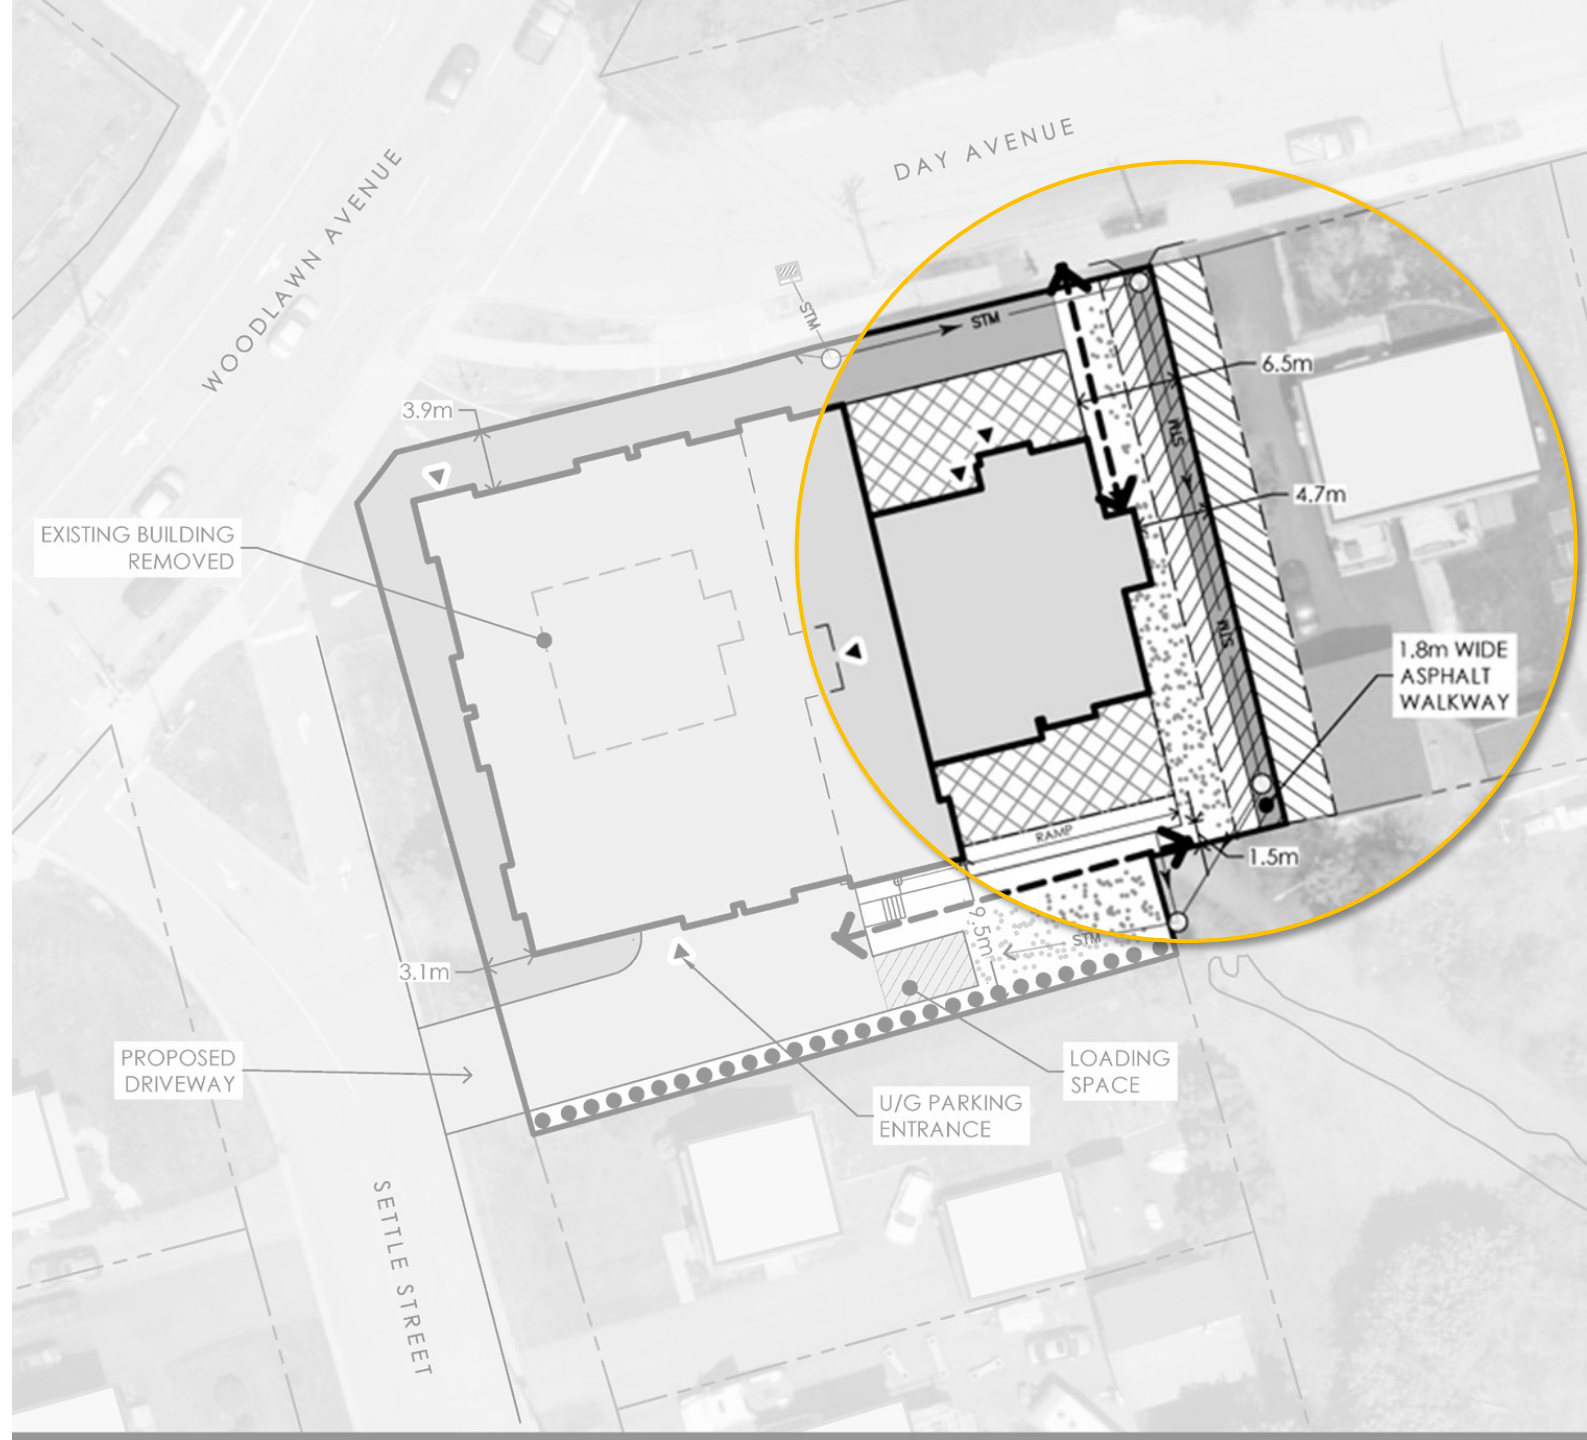 WOODLAWN AVENUE
DAY AVENUE
STM
STM
6.5m
3.9m
STM
4.7m
EXISTING BUILDING
REMOVED
STM
1.8m WIDE
ASPHALT
WALKWAY
RAMP
1.5m
9.5m
STM
3.1m
PROPOSED
DRIVEWAY
LOADING
SPACE
U/G PARKING
ENTRANCE
SETTLE STREET